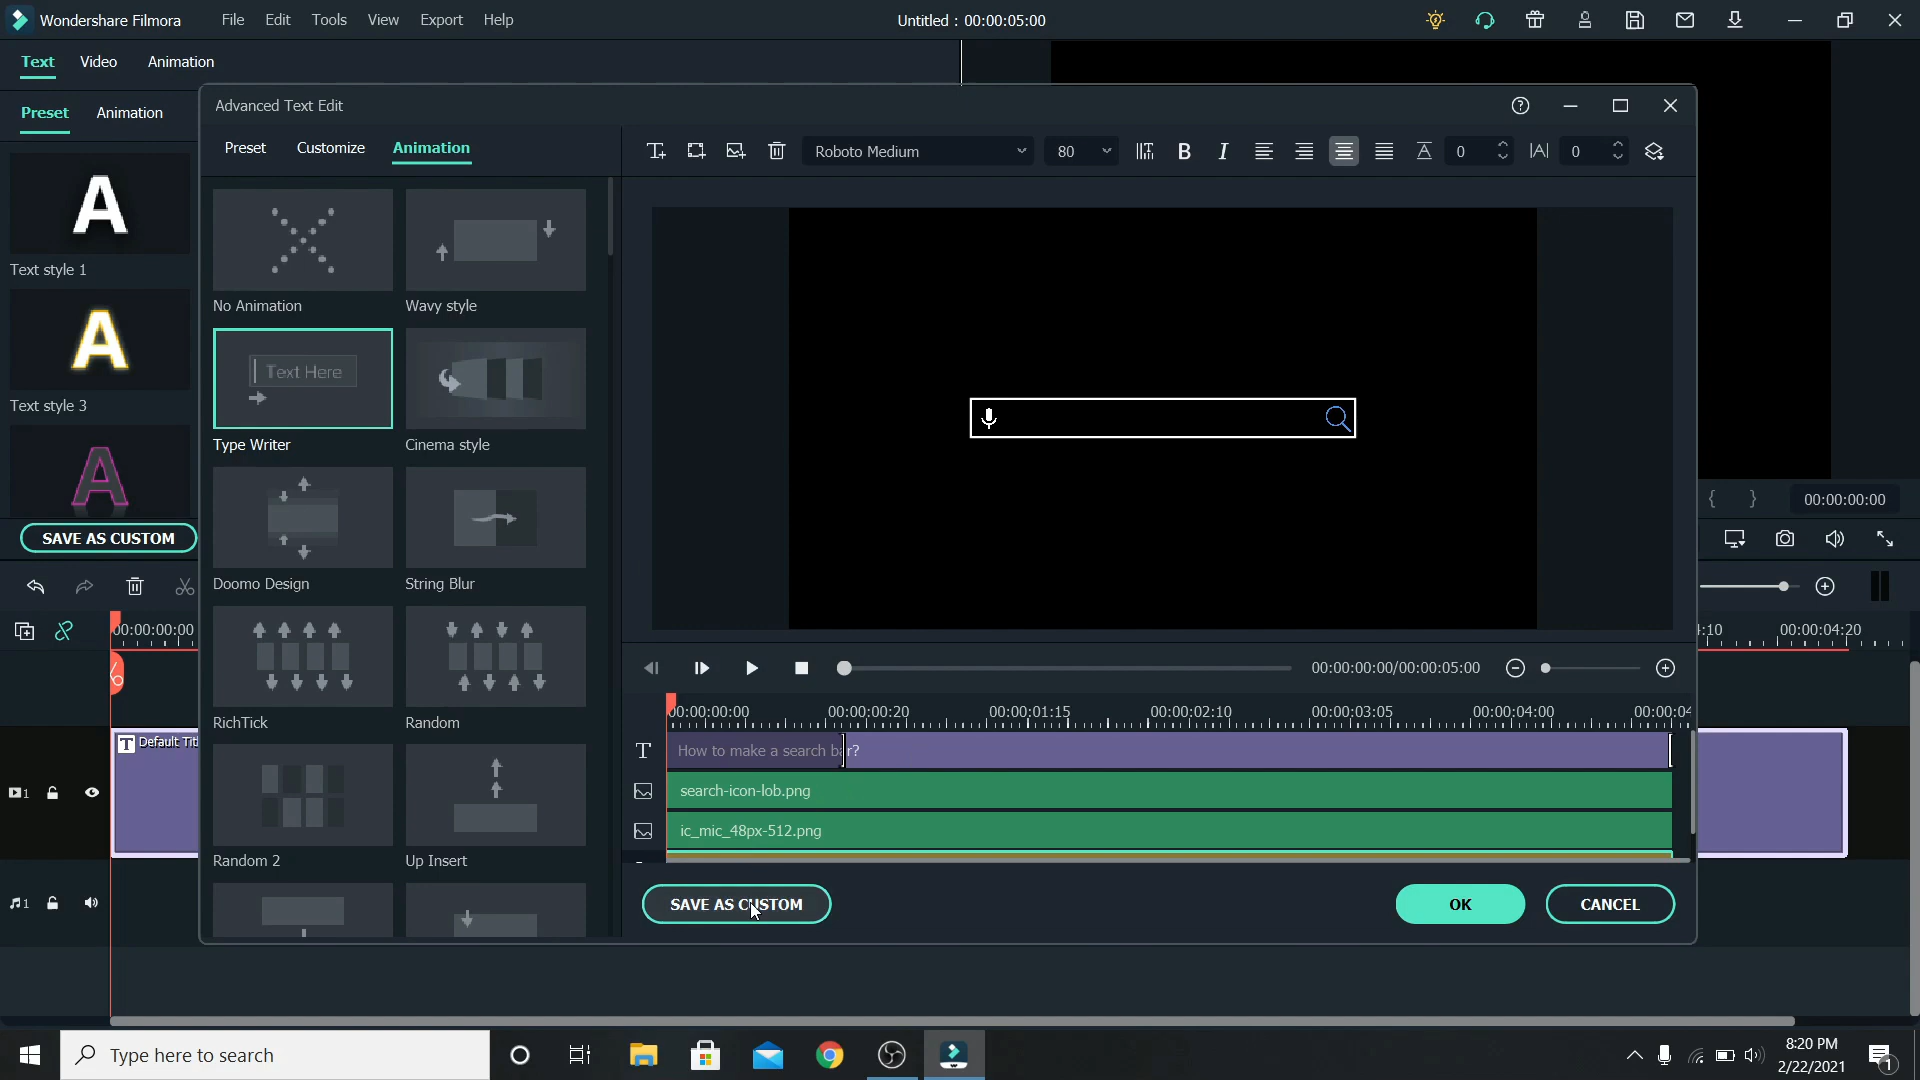 Wondershare Filmora File Edit Tools View Export Help Untitled : 00:00:05:00
Text Video Animation
Advanced Text Edit
Preset Animation
Preset Customize Animation
Roboto Medium 80 B I 0 0
A
Text style 1
A
Text style 3
A
SAVE AS CUSTOM
No Animation
Wavy style
Text Here
Type Writer
Cinema style
Doomo Design
String Blur
RichTick
Random
Random 2
Up Insert
{ } 00:00:00:00
00:00:00:00/00:00:05:00
00:00:00:00 00:00:00:20 00:00:01:15 00:00:02:10 00:00:03:05 00:00:04:00 00:00:04
T How to make a search bar?
search-icon-lob.png
ic_mic_48px-512.png
00:00:00:00
:10 00:00:04:20
T Default Tit
1
1
SAVE AS CUSTOM OK CANCEL
Type here to search
8:20 PM
2/22/2021
1